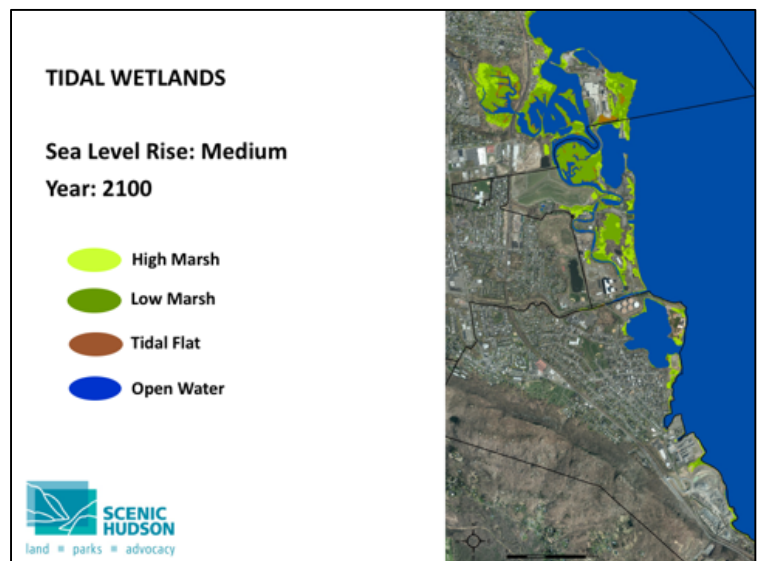 TIDAL WETLANDS
Sea Level Rise: Medium
Year: 2100
High Marsh
Low Marsh
Tidal Flat
Open Water
SCENIC
HUDSON
land ▪ parks ▪ advocacy